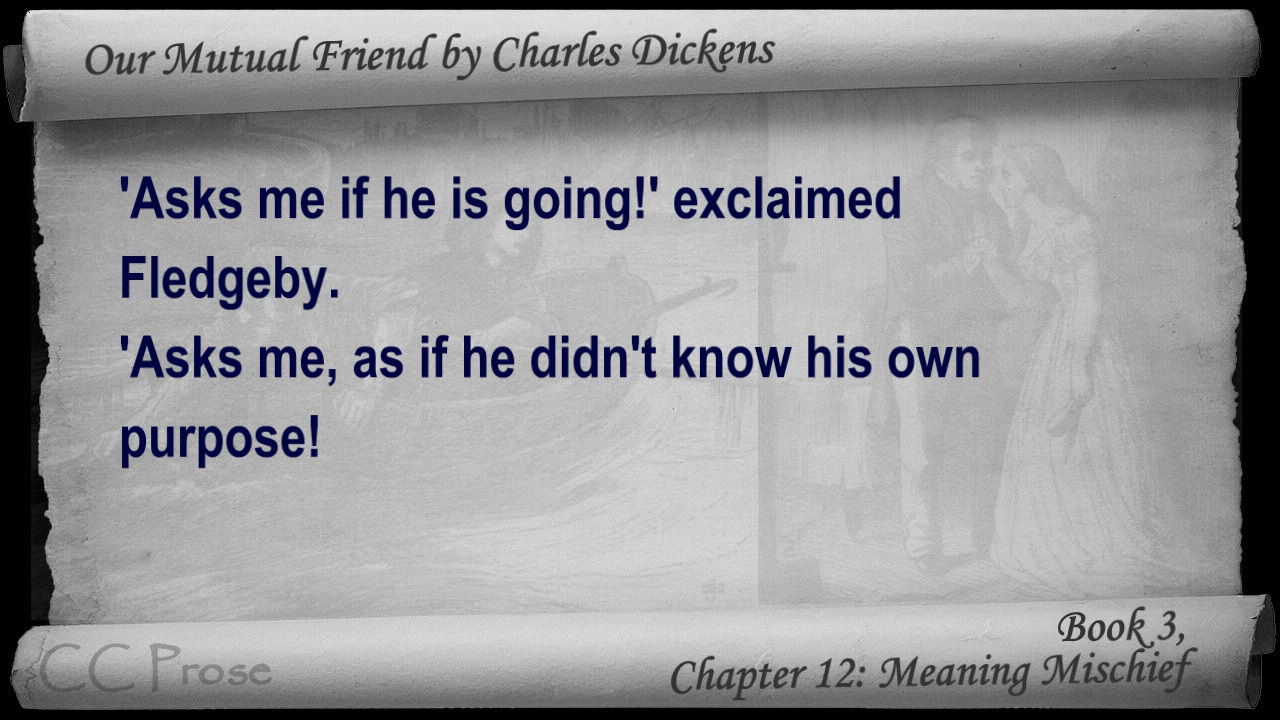 Our Mutual Friend by Charles Dickens
'Asks me if he is going!' exclaimed
Fledgeby.
'Asks me, as if he didn't know his own
purpose!
Book 3,
Chapter 12: Meaning Mischief
CC Prose